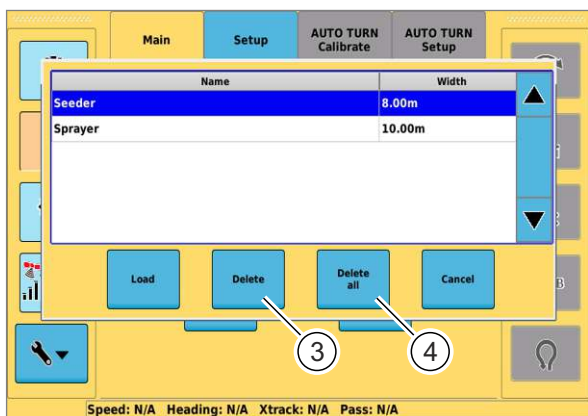 Main Setup AUTO TURN Calibrate AUTO TURN Setup
Name Width
Seeder 8.00m
Sprayer 10.00m
Load Delete Delete all Cancel
3 4
Speed: N/A Heading: N/A Xtrack: N/A Pass: N/A